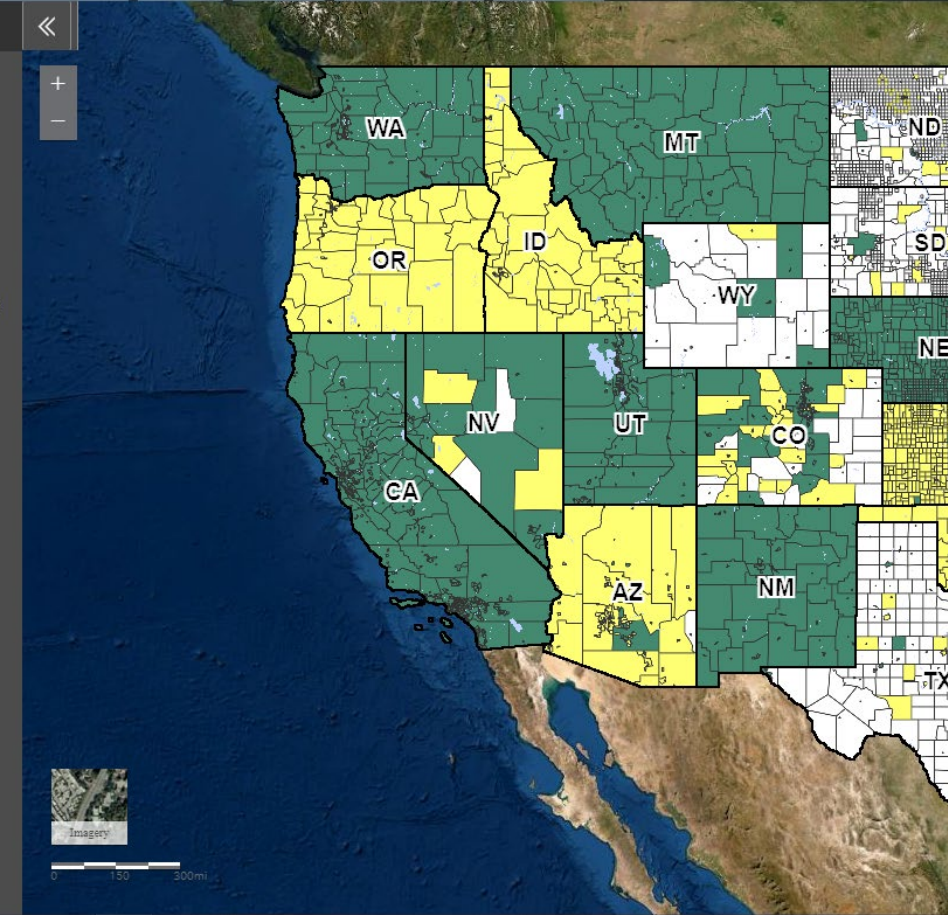 «
+
−
WA
MT
ND
OR
ID
SD
WY
NE
NV
UT
CO
CA
AZ
NM
TX
Imagery
0 150 300mi